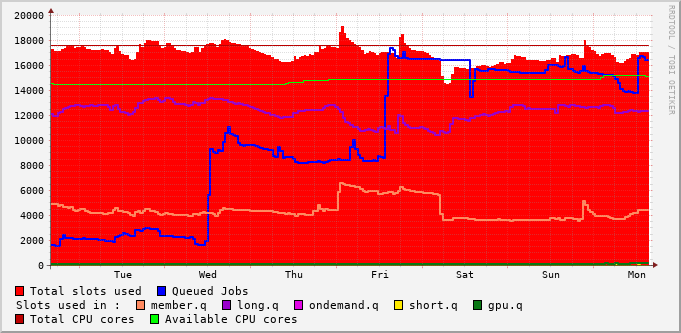 RRDTOOL / TOBI OETIKER
20000
18000
16000
14000
12000
10000
8000
6000
4000
2000
0
Tue Wed Thu Fri Sat Sun Mon
Total slots used Queued Jobs
Slots used in : member.q long.q ondemand.q short.q gpu.q
Total CPU cores Available CPU cores